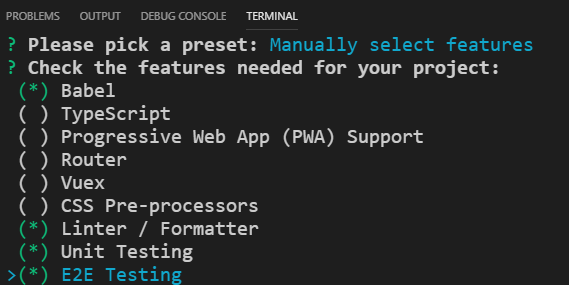 PROBLEMS OUTPUT DEBUG CONSOLE TERMINAL
? Please pick a preset: Manually select features
? Check the features needed for your project:
(*) Babel
( ) TypeScript
( ) Progressive Web App (PWA) Support
( ) Router
( ) Vuex
( ) CSS Pre-processors
(*) Linter / Formatter
(*) Unit Testing
>(*) E2E Testing